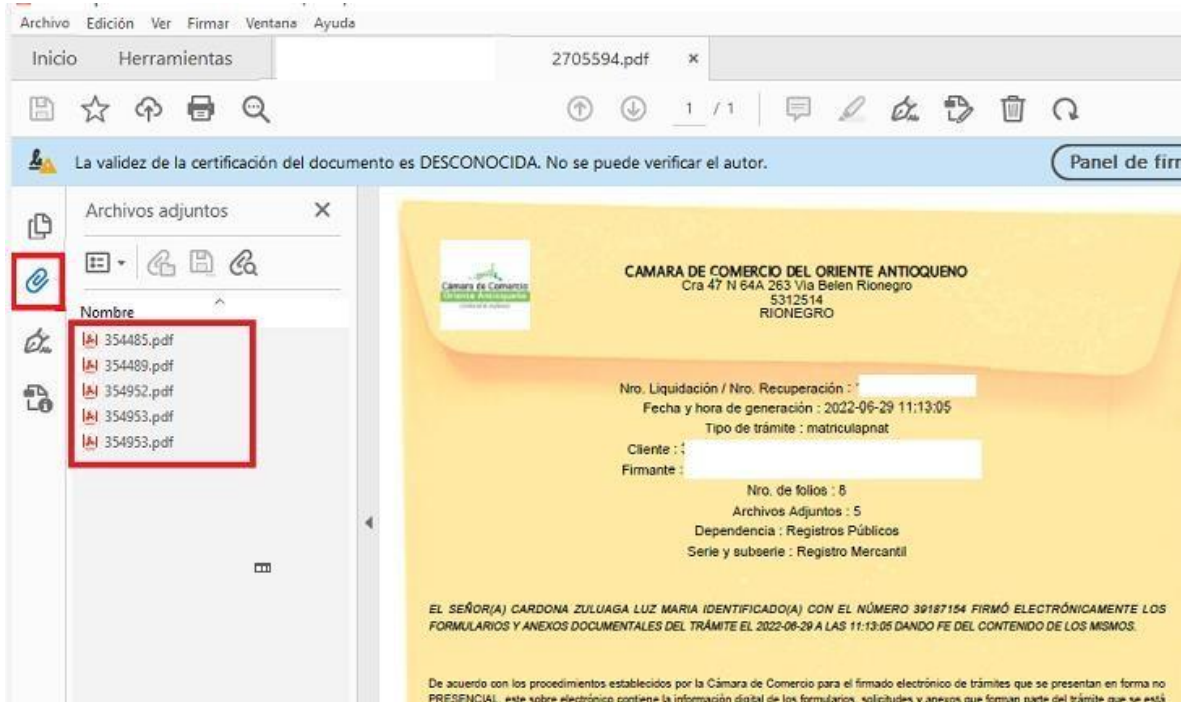 Archivo Edición Ver Firmar Ventana Ayuda
Inicio Herramientas 2705594.pdf ×
1 / 1
La validez de la certificación del documento es DESCONOCIDA. No se puede verificar el autor. Panel de firr
Archivos adjuntos ×
Nombre
354485.pdf
354489.pdf
354952.pdf
354953.pdf
354953.pdf
Cámara de Comercio
Oriente Antioqueño
CAMARA DE COMERCIO DEL ORIENTE ANTIOQUENO
Cra 47 N 64A 263 Via Belen Rionegro
5312514
RIONEGRO
Nro. Liquidación / Nro. Recuperación :
Fecha y hora de generación : 2022-06-29 11:13:05
Tipo de trámite : matriculapnat
Cliente :
Firmante :
Nro. de folios : 8
Archivos Adjuntos : 5
Dependencia : Registros Públicos
Serie y subserie : Registro Mercantil
EL SEÑOR(A) CARDONA ZULUAGA LUZ MARIA IDENTIFICADO(A) CON EL NÚMERO 39187154 FIRMÓ ELECTRÓNICAMENTE LOS
FORMULARIOS Y ANEXOS DOCUMENTALES DEL TRÁMITE EL 2022-06-29 A LAS 11:13:05 DANDO FE DEL CONTENIDO DE LOS MISMOS.
De acuerdo con los procedimientos establecidos por la Cámara de Comercio para el firmado electrónico de trámites que se presentan en forma no
PRESENCIAL, este sobre electrónico contiene la información digital de los formularios, solicitudes y anexos que forman parte del trámite que se está